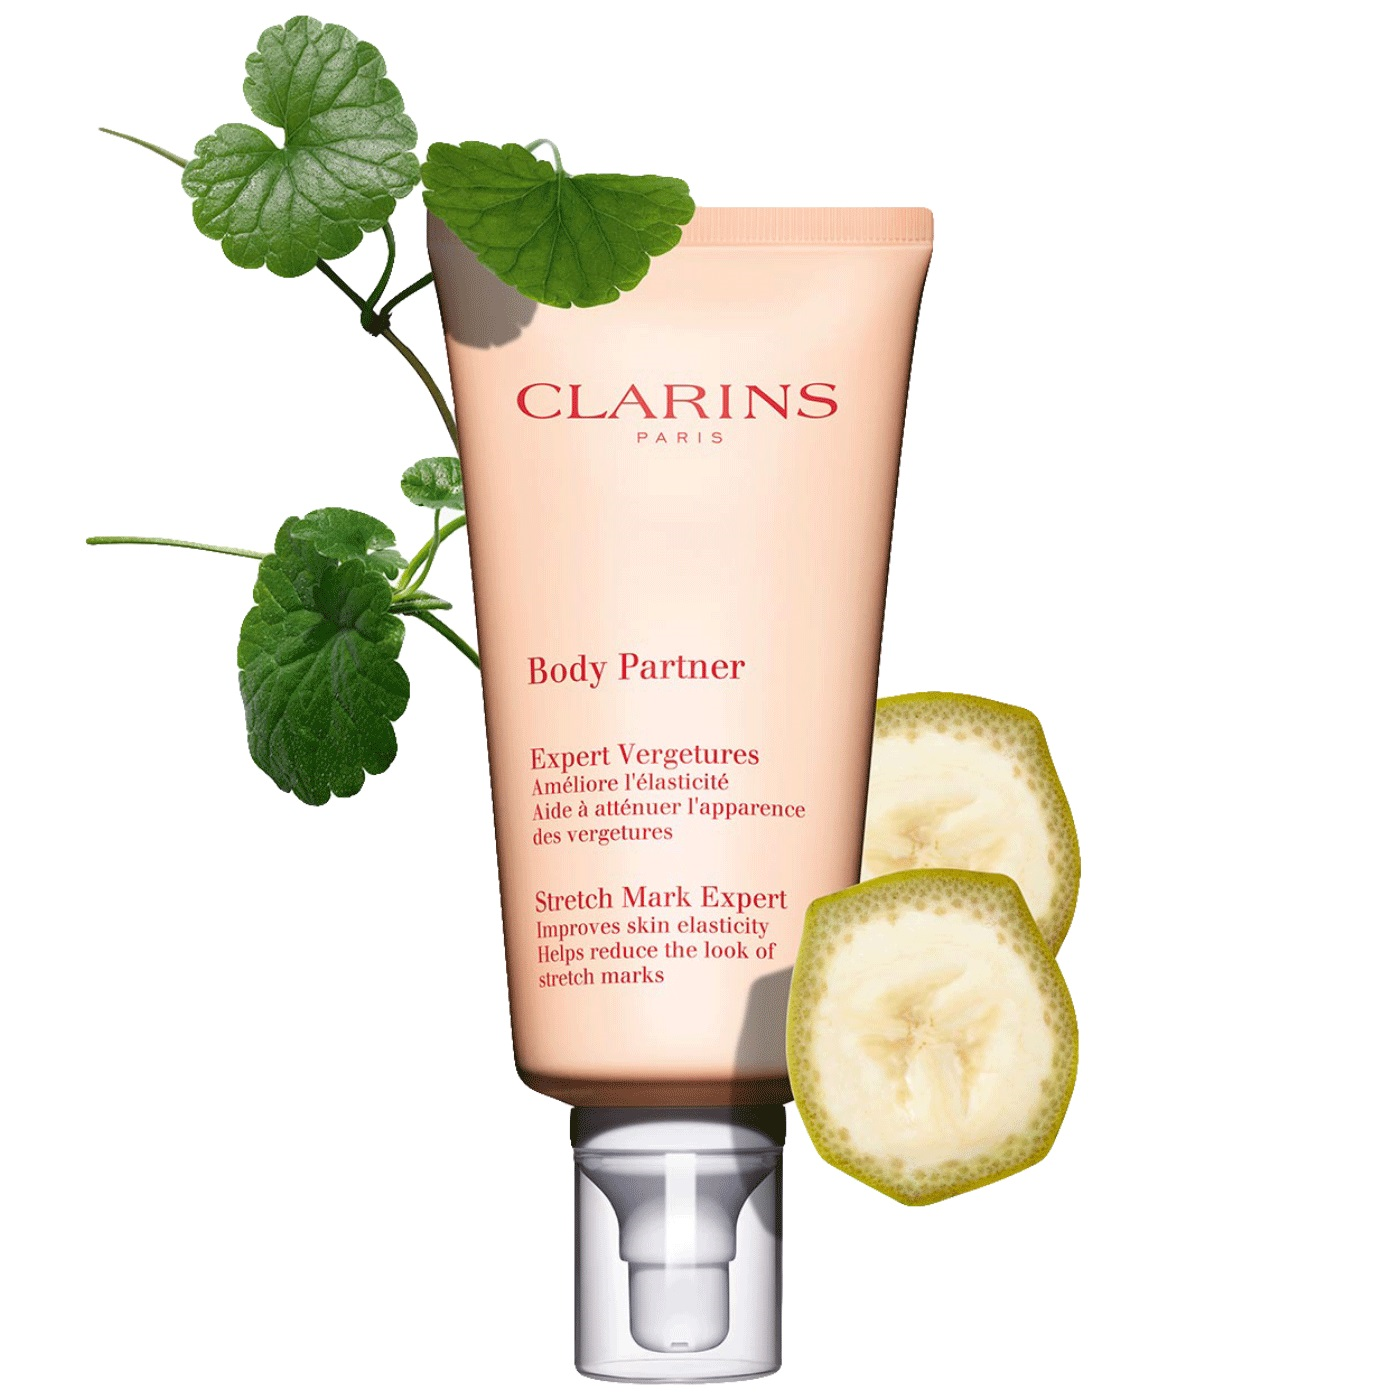 CLARINS
PARIS
Body Partner
Expert Vergetures
Améliore l'élasticité
Aide à atténuer l'apparence
des vergetures
Stretch Mark Expert
Improves skin elasticity
Helps reduce the look of
stretch marks